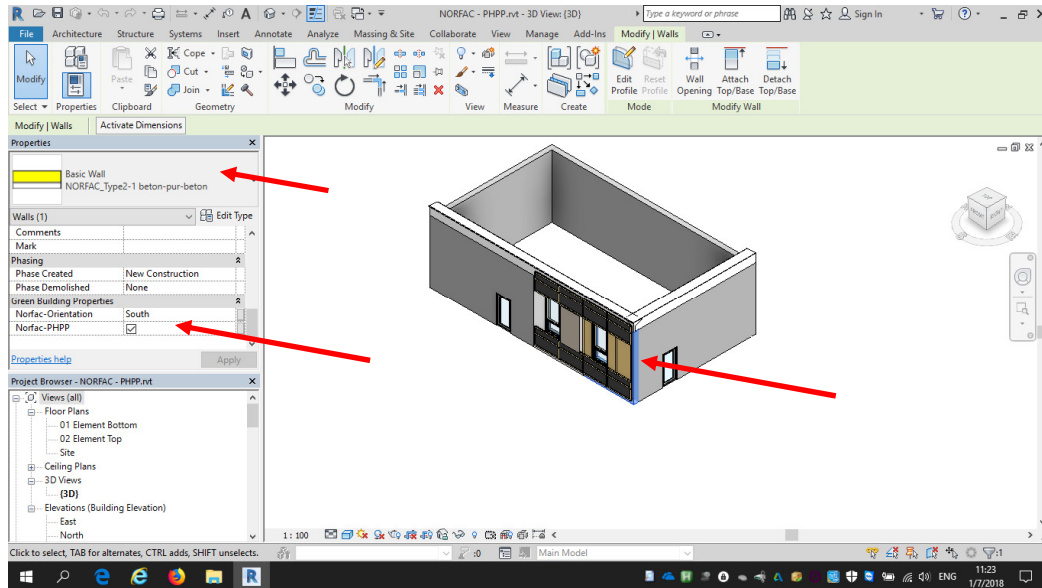 R A NORFAC - PHPP.rvt - 3D View: {3D} Type a keyword or phrase Sign In
File Architecture Structure Systems Insert Annotate Analyze Massing & Site Collaborate View Manage Add-Ins Modify | Walls
Modify Paste Cope Cut Join Edit Profile Reset Profile Wall Opening Attach Top/Base Detach Top/Base
Select Properties Clipboard Geometry Modify View Measure Create Mode Modify Wall
Modify | Walls Activate Dimensions
Properties
Basic Wall
NORFAC_Type2-1 beton-pur-beton
Walls (1) Edit Type
Comments
Mark
Phasing
Phase Created New Construction
Phase Demolished None
Green Building Properties
Norfac-Orientation South
Norfac-PHPP
Properties help Apply
Project Browser - NORFAC - PHPP.rvt
Views (all)
Floor Plans
01 Element Bottom
02 Element Top
Site
Ceiling Plans
3D Views
{3D}
Elevations (Building Elevation)
East
North
1 : 100
Click to select, TAB for alternates, CTRL adds, SHIFT unselects. :0 Main Model :1
R ENG 11:23
1/7/2018